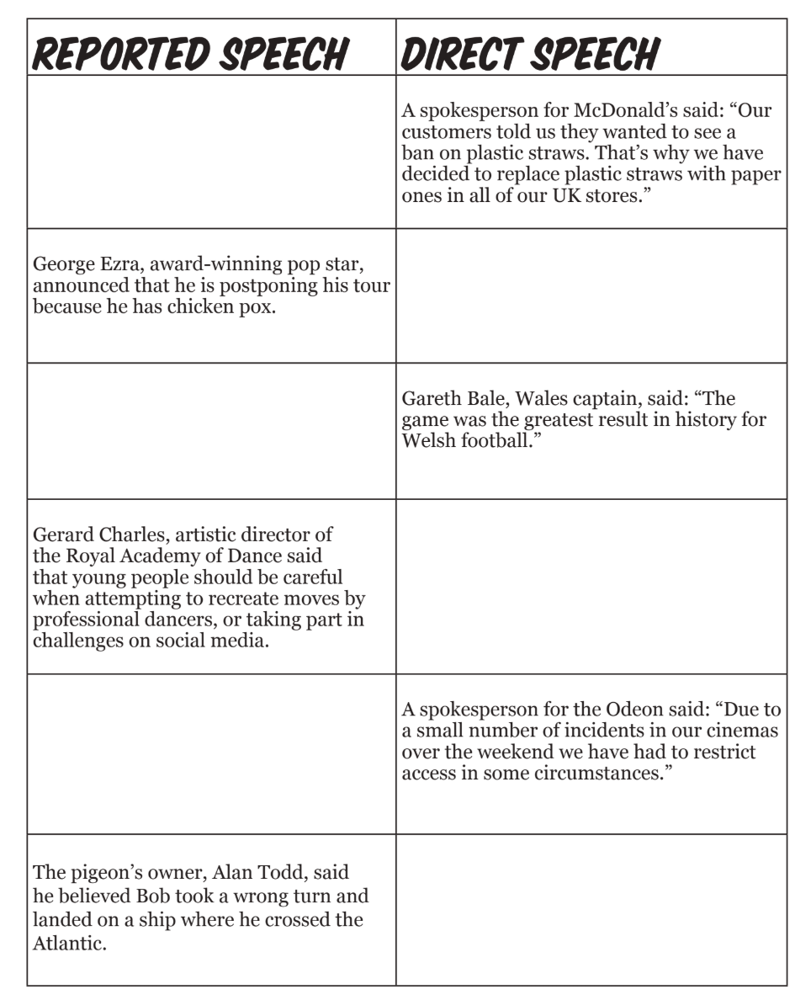 REPORTED SPEECH
DIRECT SPEECH
A spokesperson for McDonald’s said: “Our
customers told us they wanted to see a
ban on plastic straws. That’s why we have
decided to replace plastic straws with paper
ones in all of our UK stores.”
George Ezra, award-winning pop star,
announced that he is postponing his tour
because he has chicken pox.
Gareth Bale, Wales captain, said: “The
game was the greatest result in history for
Welsh football.”
Gerard Charles, artistic director of
the Royal Academy of Dance said
that young people should be careful
when attempting to recreate moves by
professional dancers, or taking part in
challenges on social media.
A spokesperson for the Odeon said: “Due to
a small number of incidents in our cinemas
over the weekend we have had to restrict
access in some circumstances.”
The pigeon’s owner, Alan Todd, said
he believed Bob took a wrong turn and
landed on a ship where he crossed the
Atlantic.